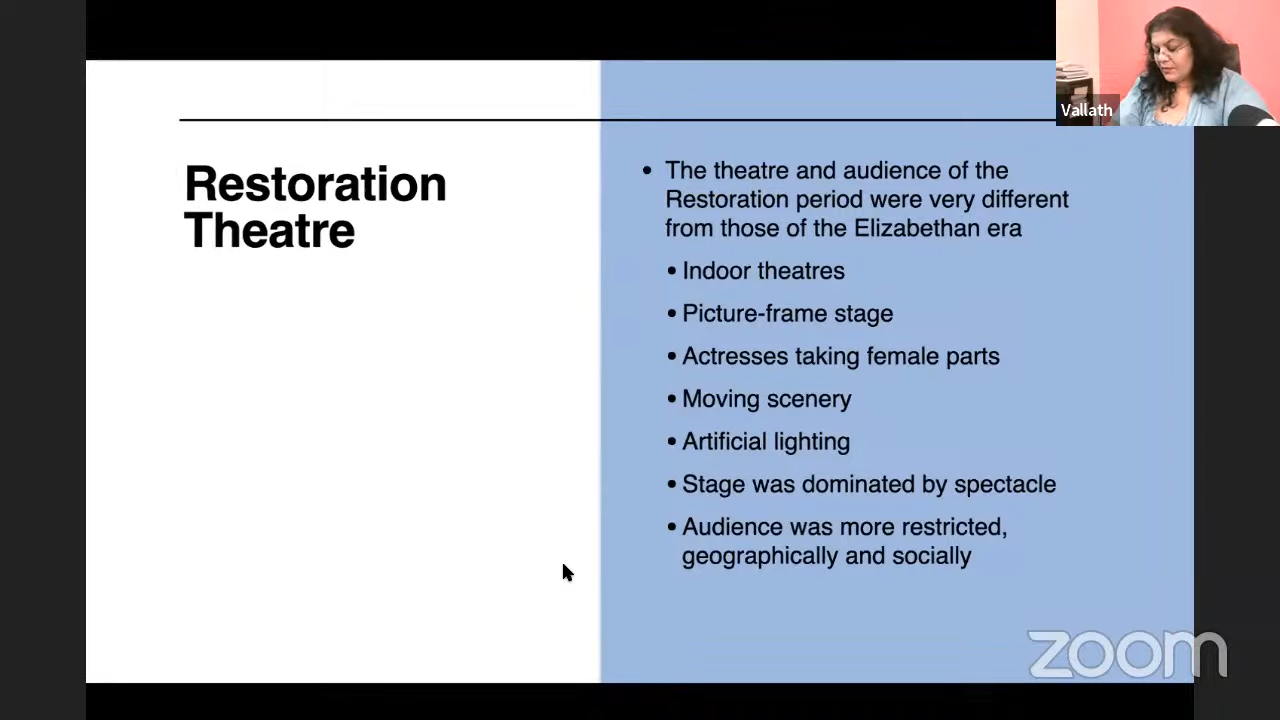 Vallath
Restoration
Theatre
• The theatre and audience of the
Restoration period were very different
from those of the Elizabethan era
• Indoor theatres
• Picture-frame stage
• Actresses taking female parts
• Moving scenery
• Artificial lighting
• Stage was dominated by spectacle
• Audience was more restricted,
geographically and socially
zoom